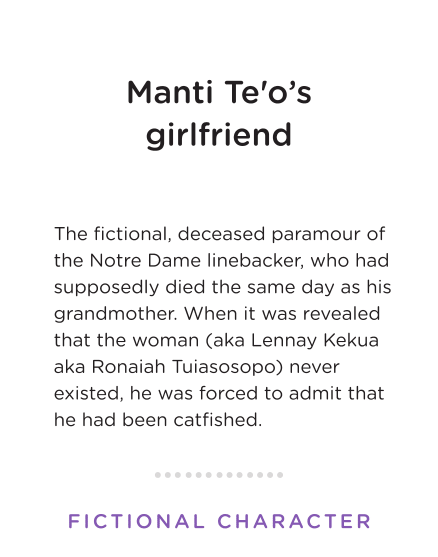 Manti Te'o’s
girlfriend
The fictional, deceased paramour of
the Notre Dame linebacker, who had
supposedly died the same day as his
grandmother. When it was revealed
that the woman (aka Lennay Kekua
aka Ronaiah Tuiasosopo) never
existed, he was forced to admit that
he had been catfished.
FICTIONAL CHARACTER